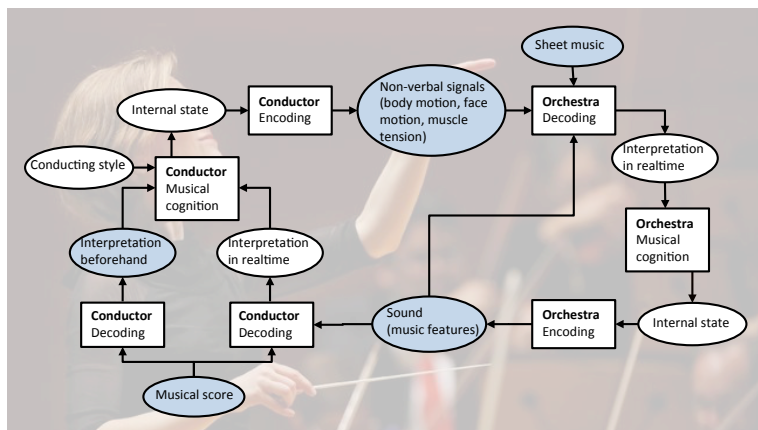 Sheet music
Non-verbal signals
(body motion, face
motion, muscle
tension)
Conductor
Encoding
Internal state
Orchestra
Decoding
Conducting style
Conductor
Musical
cognition
Interpretation
in realtime
Interpretation
beforehand
Interpretation
in realtime
Orchestra
Musical
cognition
Conductor
Decoding
Conductor
Decoding
Sound
(music features)
Orchestra
Encoding
Internal state
Musical score